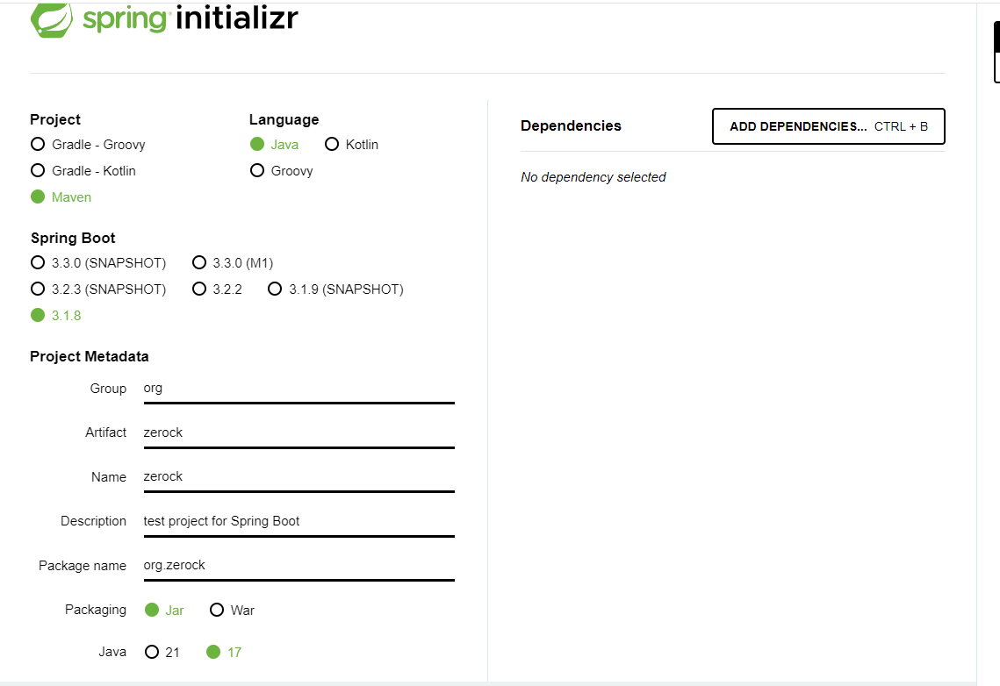 spring initializr
Project
Gradle - Groovy
Gradle - Kotlin
Maven
Language
Java Kotlin
Groovy
Spring Boot
3.3.0 (SNAPSHOT) 3.3.0 (M1)
3.2.3 (SNAPSHOT) 3.2.2 3.1.9 (SNAPSHOT)
3.1.8
Project Metadata
Group org
Artifact zerock
Name zerock
Description test project for Spring Boot
Package name org.zerock
Packaging Jar War
Java 21 17
Dependencies ADD DEPENDENCIES... CTRL + B
No dependency selected